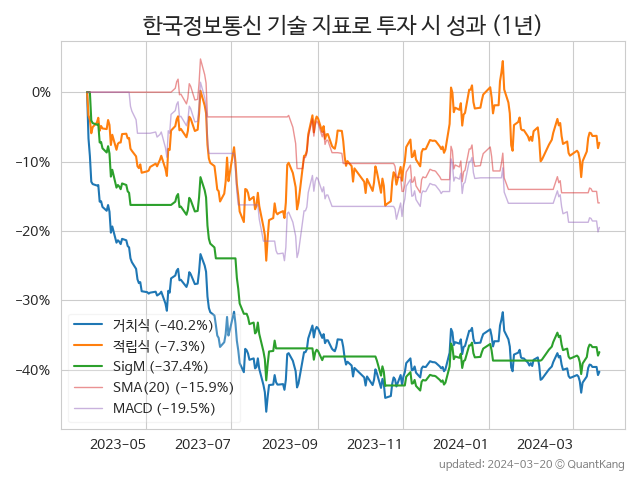 한국정보통신 기술 지표로 투자 시 성과 (1년)
0%
−10%
−20%
−30%
−40%
거치식 (−40.2%)
적립식 (−7.3%)
SigM (−37.4%)
SMA(20) (−15.9%)
MACD (−19.5%)
2023−05 2023−07 2023−09 2023−11 2024−01 2024−03
updated: 2024−03−20 © QuantKang